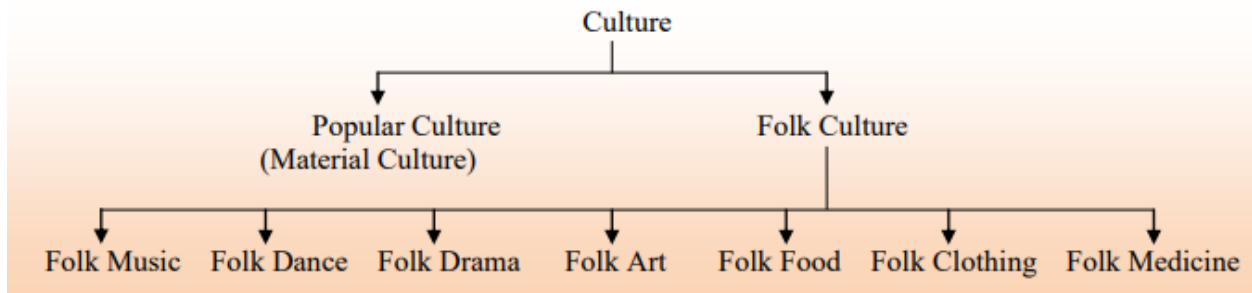 Culture
Popular Culture Folk Culture
(Material Culture)
Folk Music Folk Dance Folk Drama Folk Art Folk Food Folk Clothing Folk Medicine